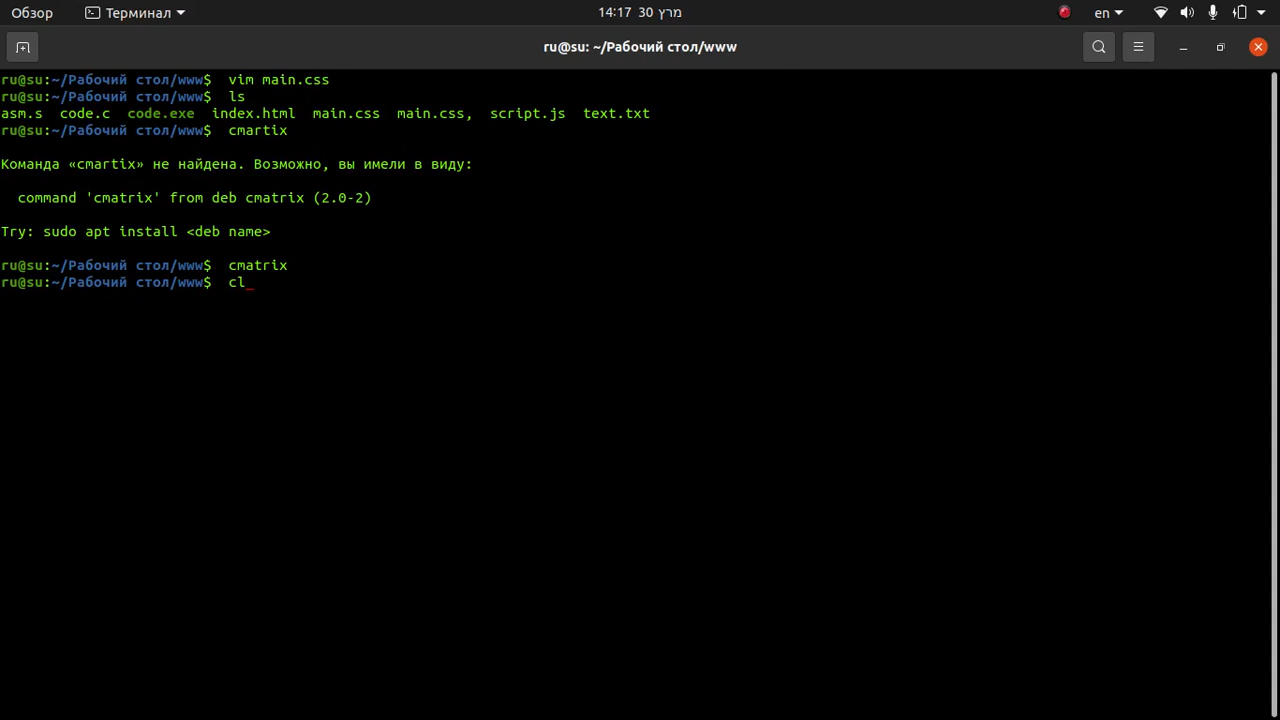 Обзор Терминал 14:17 30 מרץ en
ru@su: ~/Рабочий стол/www
ru@su:~/Рабочий стол/www$ vim main.css
ru@su:~/Рабочий стол/www$ ls
asm.s code.c code.exe index.html main.css main.css, script.js text.txt
ru@su:~/Рабочий стол/www$ cmartix
Команда «cmartix» не найдена. Возможно, вы имели в виду:
command 'cmatrix' from deb cmatrix (2.0-2)
Try: sudo apt install <deb name>
ru@su:~/Рабочий стол/www$ cmatrix
ru@su:~/Рабочий стол/www$ cl_